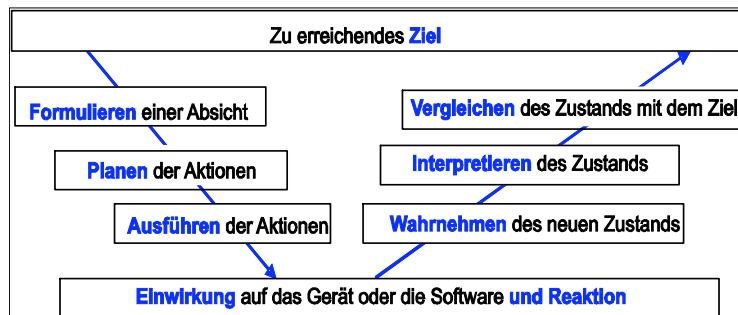 Zu erreichendes Ziel
Formulieren einer Absicht
Planen der Aktionen
Ausführen der Aktionen
Einwirkung auf das Gerät oder die Software und Reaktion
Wahrnehmen des neuen Zustands
Interpretieren des Zustands
Vergleichen des Zustands mit dem Ziel